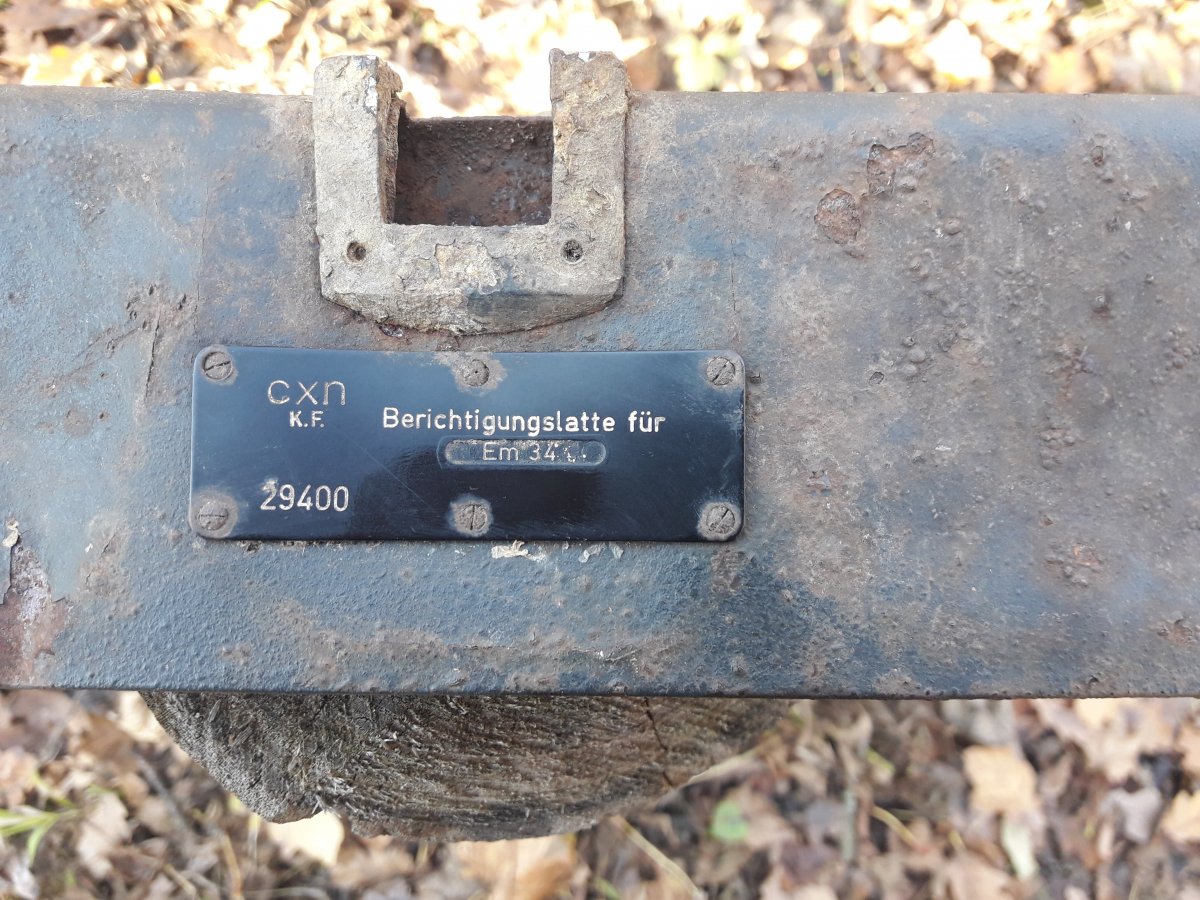 cxn
K.F.
Berichtigungslatte für
Em 34
29400